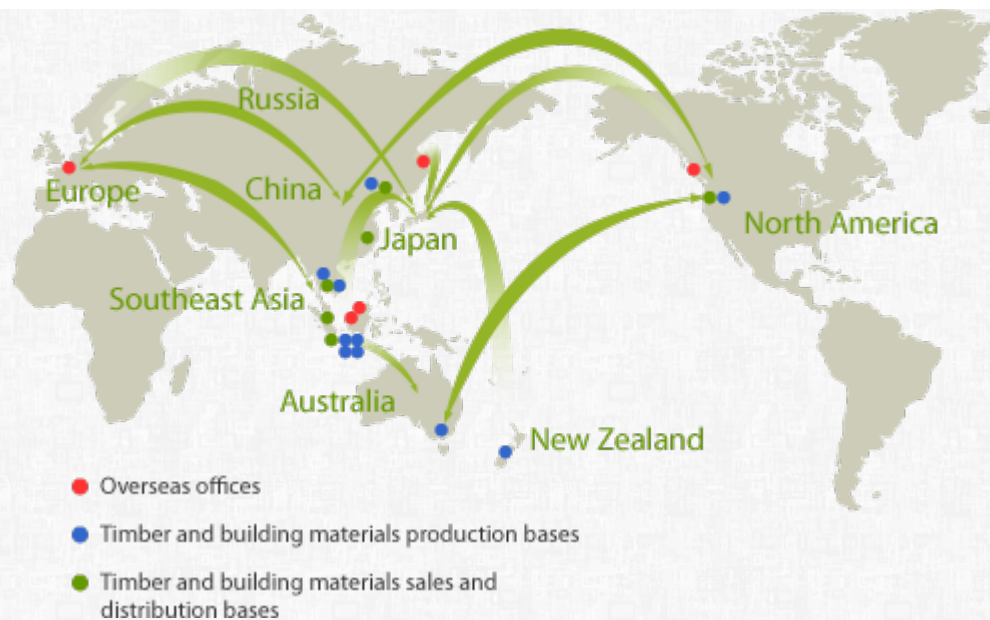 Russia
Europe
China
Japan
North America
Southeast Asia
Australia
New Zealand
Overseas offices
Timber and building materials production bases
Timber and building materials sales and
distribution bases